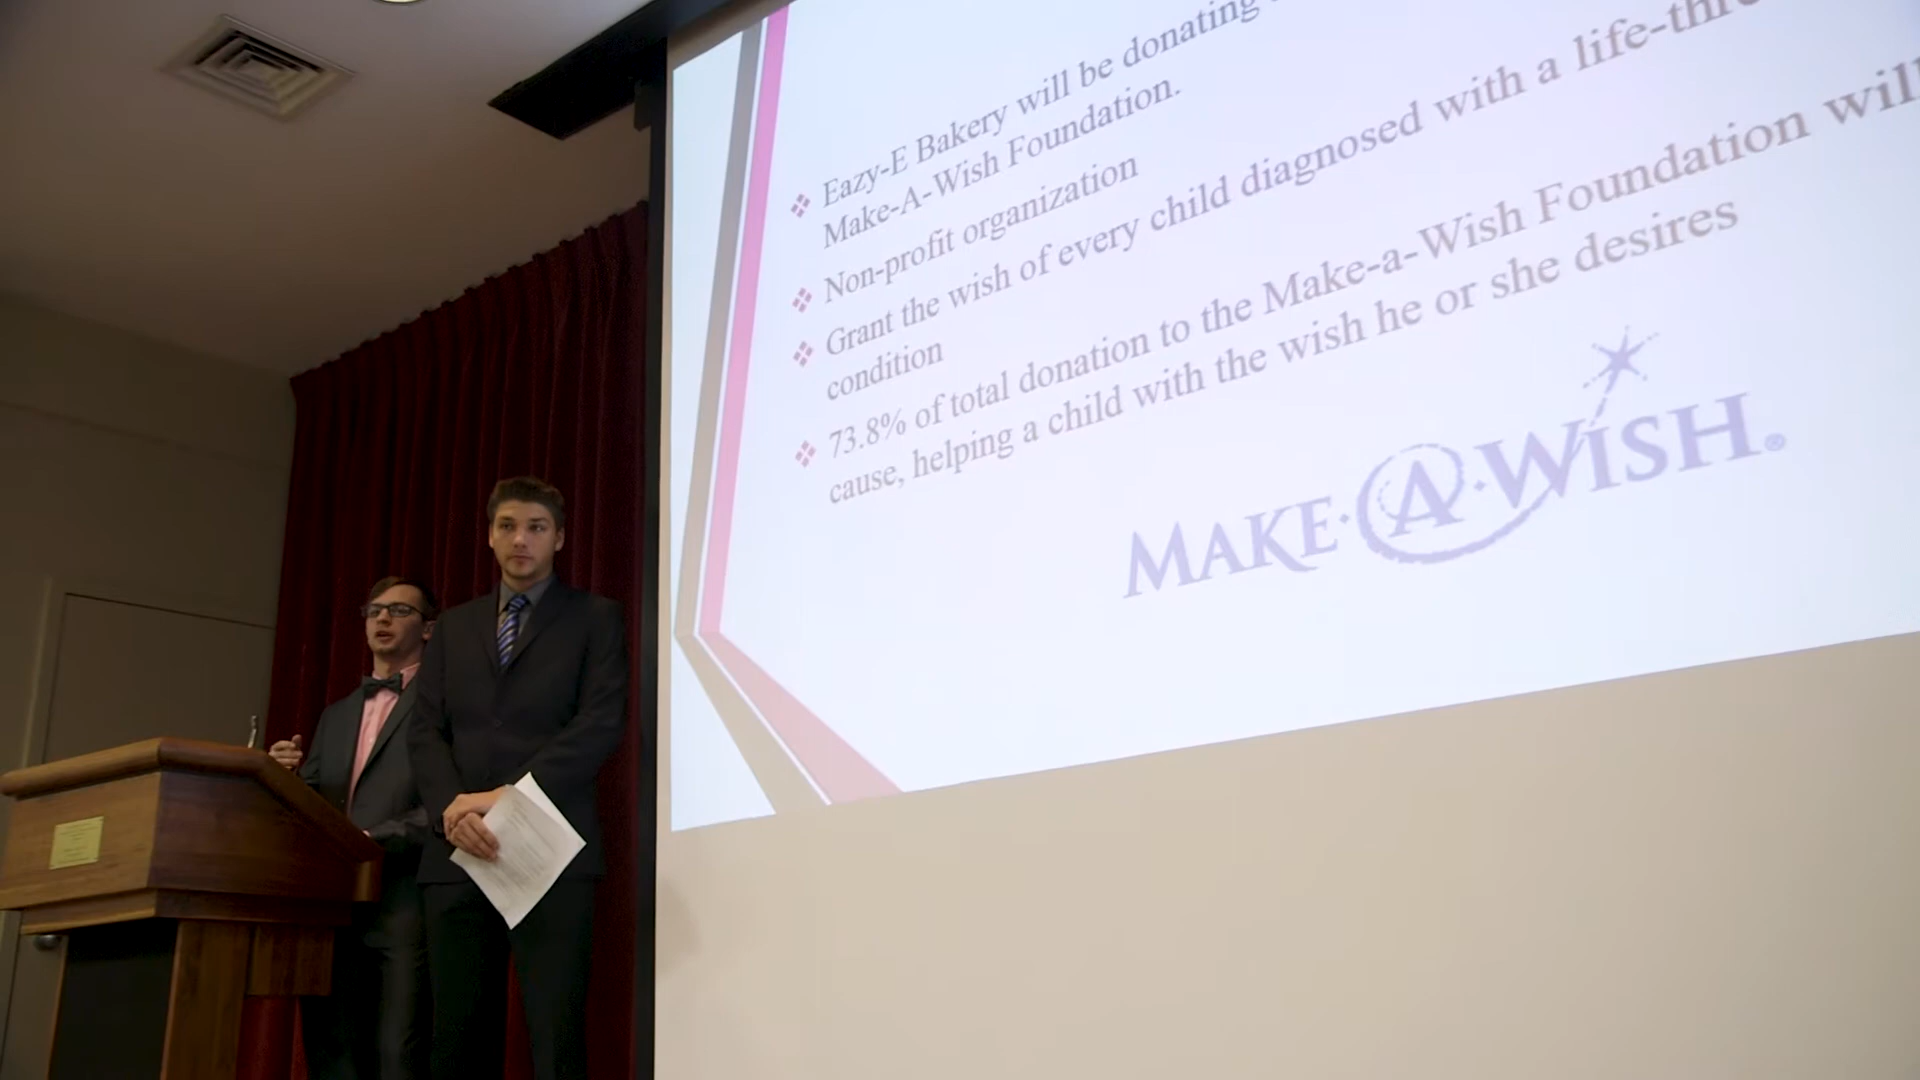 Eazy-E Bakery will be donating
Make-A-Wish Foundation.
Non-profit organization
Grant the wish of every child diagnosed with a life-thr
condition
73.8% of total donation to the Make-a-Wish Foundation will
cause, helping a child with the wish he or she desires
MAKE·A·WISH®